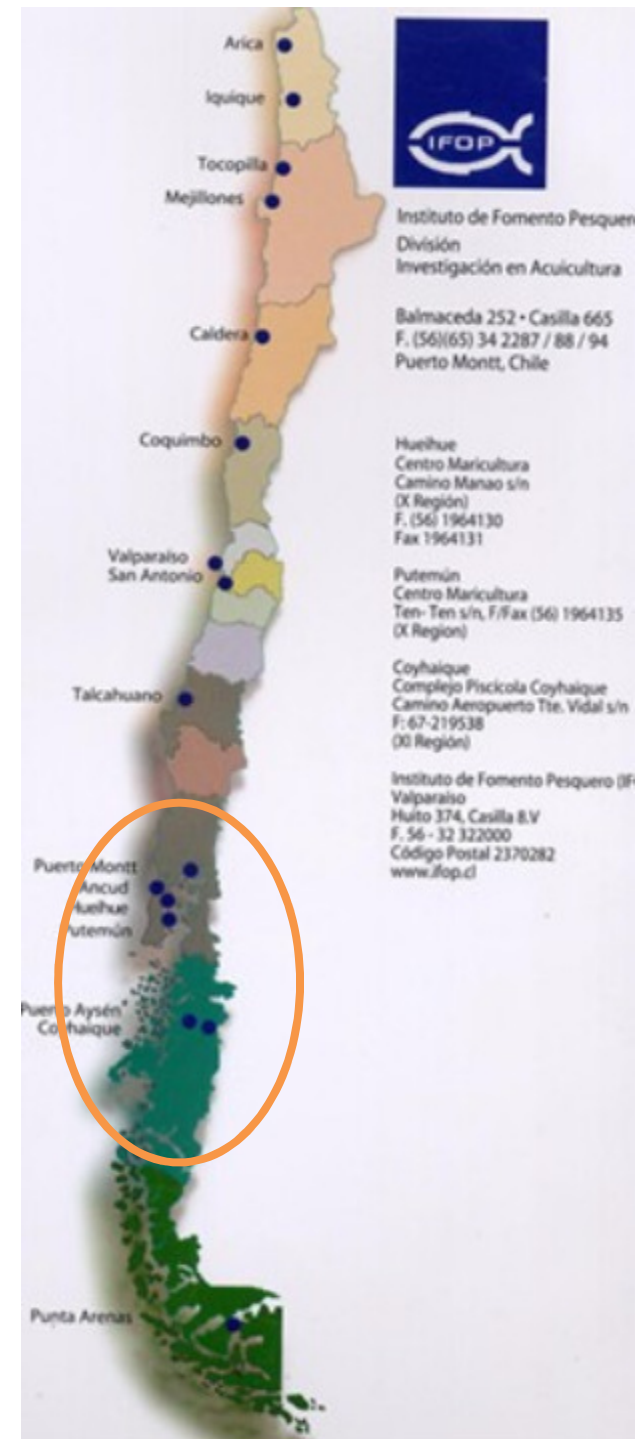 Arica
Iquique
Tocopilla
Mejillones
Caldera
Coquimbo
Valparaíso
San Antonio
Talcahuano
Puerto Montt
Ancud
Hueihue
Putemún
Puerto Aysén
Coyhaique
Punta Arenas
IFOP
Instituto de Fomento Pesquero
División
Investigación en Acuicultura
Balmaceda 252 • Casilla 665
F. (56)(65) 34 2287 / 88 / 94
Puerto Montt, Chile
Hueihue
Centro Maricultura
Camino Manao s/n
(X Región)
F. (56) 1964130
Fax 1964131
Putemún
Centro Maricultura
Ten- Ten s/n, F/Fax (56) 1964135
(X Region)
Coyhaique
Complejo Piscícola Coyhaique
Camino Aeropuerto Tte. Vidal s/n
F: 67-219538
(XI Región)
Instituto de Fomento Pesquero (IF
Valparaiso
Huito 374, Casilla 8.V
F. 56 - 32 322000
Código Postal 2370282
www.ifop.cl